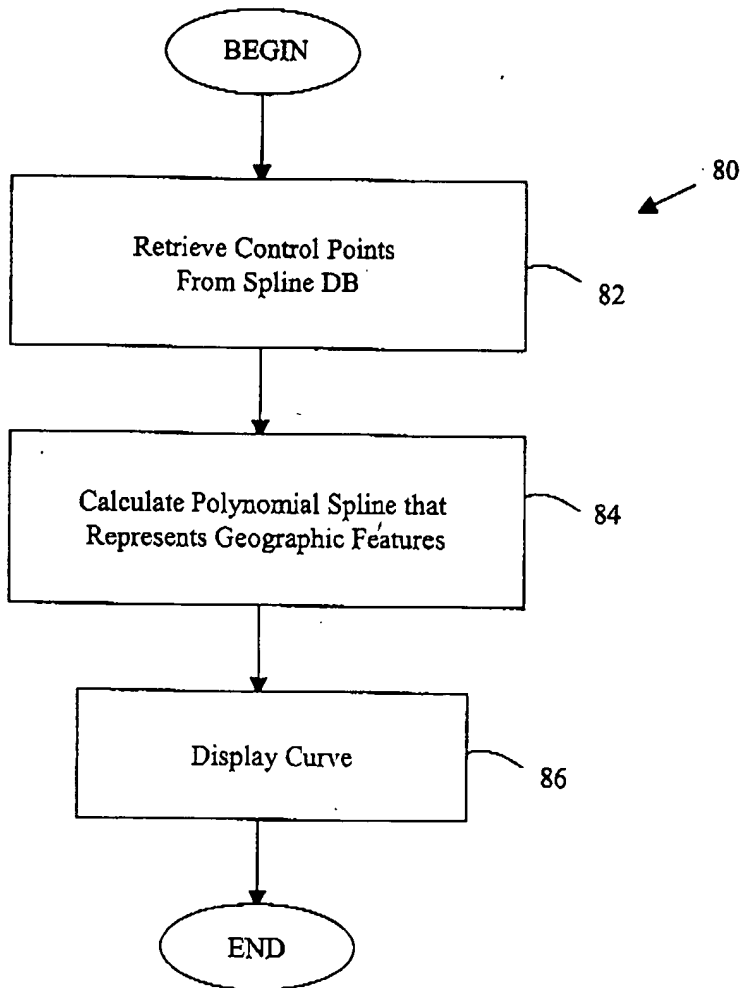 BEGIN
80
Retrieve Control Points
From Spline DB
82
Calculate Polynomial Spline that
Represents Geographic Features
84
Display Curve
86
END